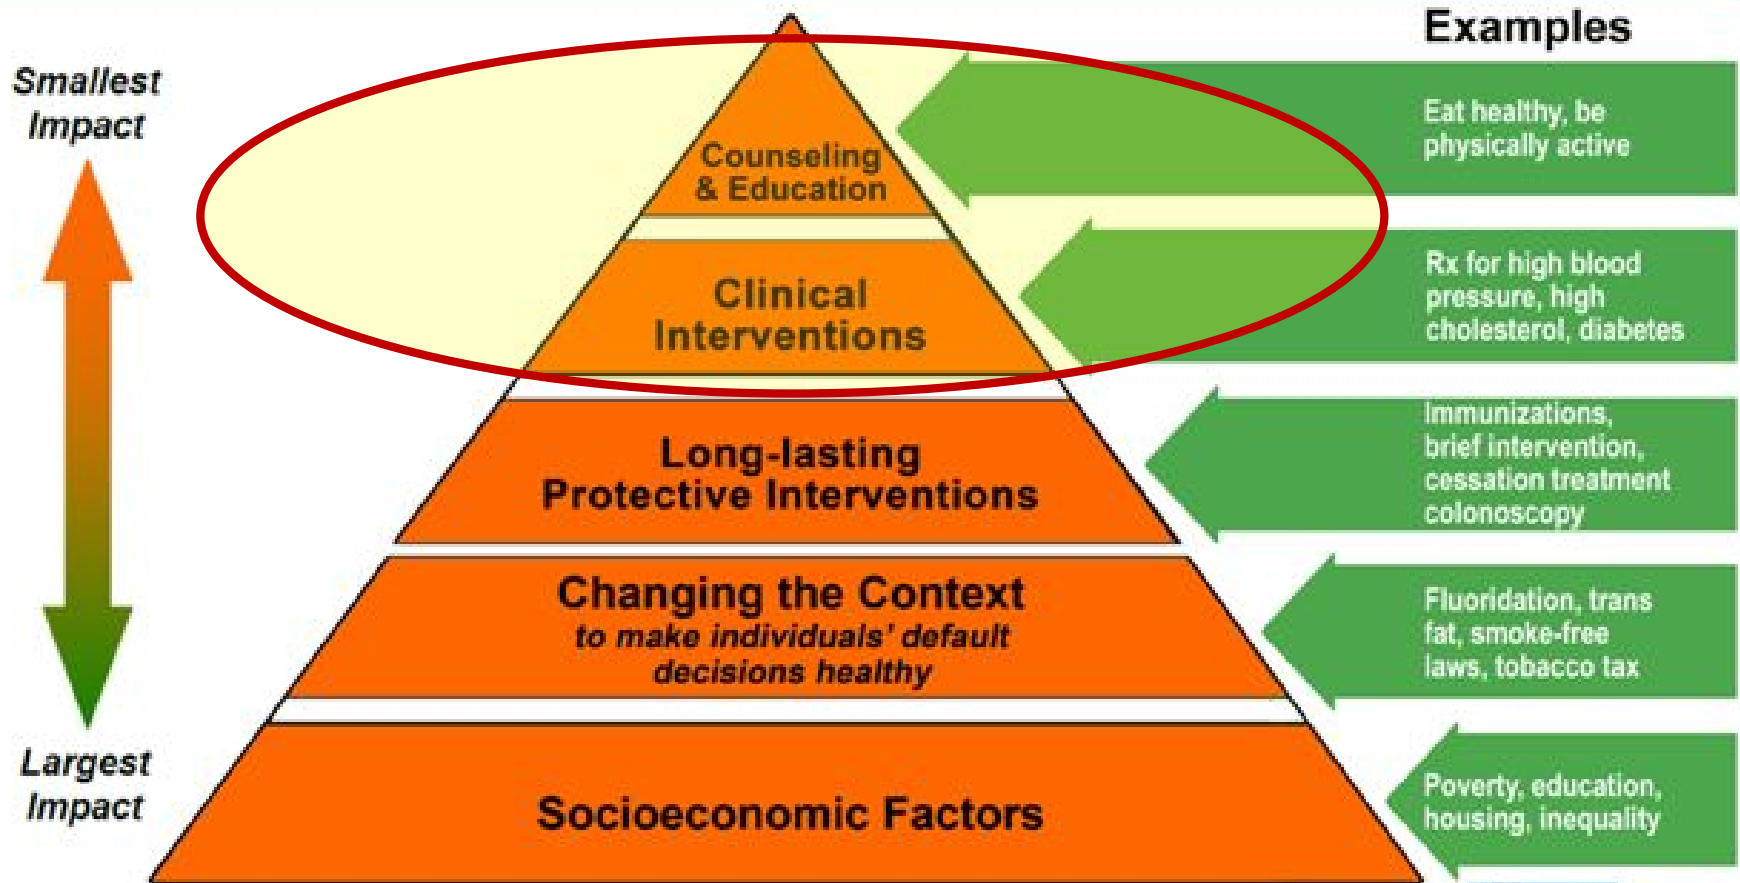 Examples
Smallest
Impact
Counseling
& Education
Eat healthy, be
physically active
Clinical
Interventions
Rx for high blood
pressure, high
cholesterol, diabetes
Long-lasting
Protective Interventions
Immunizations,
brief intervention,
cessation treatment
colonoscopy
Changing the Context
to make individuals' default
decisions healthy
Fluoridation, trans
fat, smoke-free
laws, tobacco tax
Largest
Impact
Socioeconomic Factors
Poverty, education,
housing, inequality